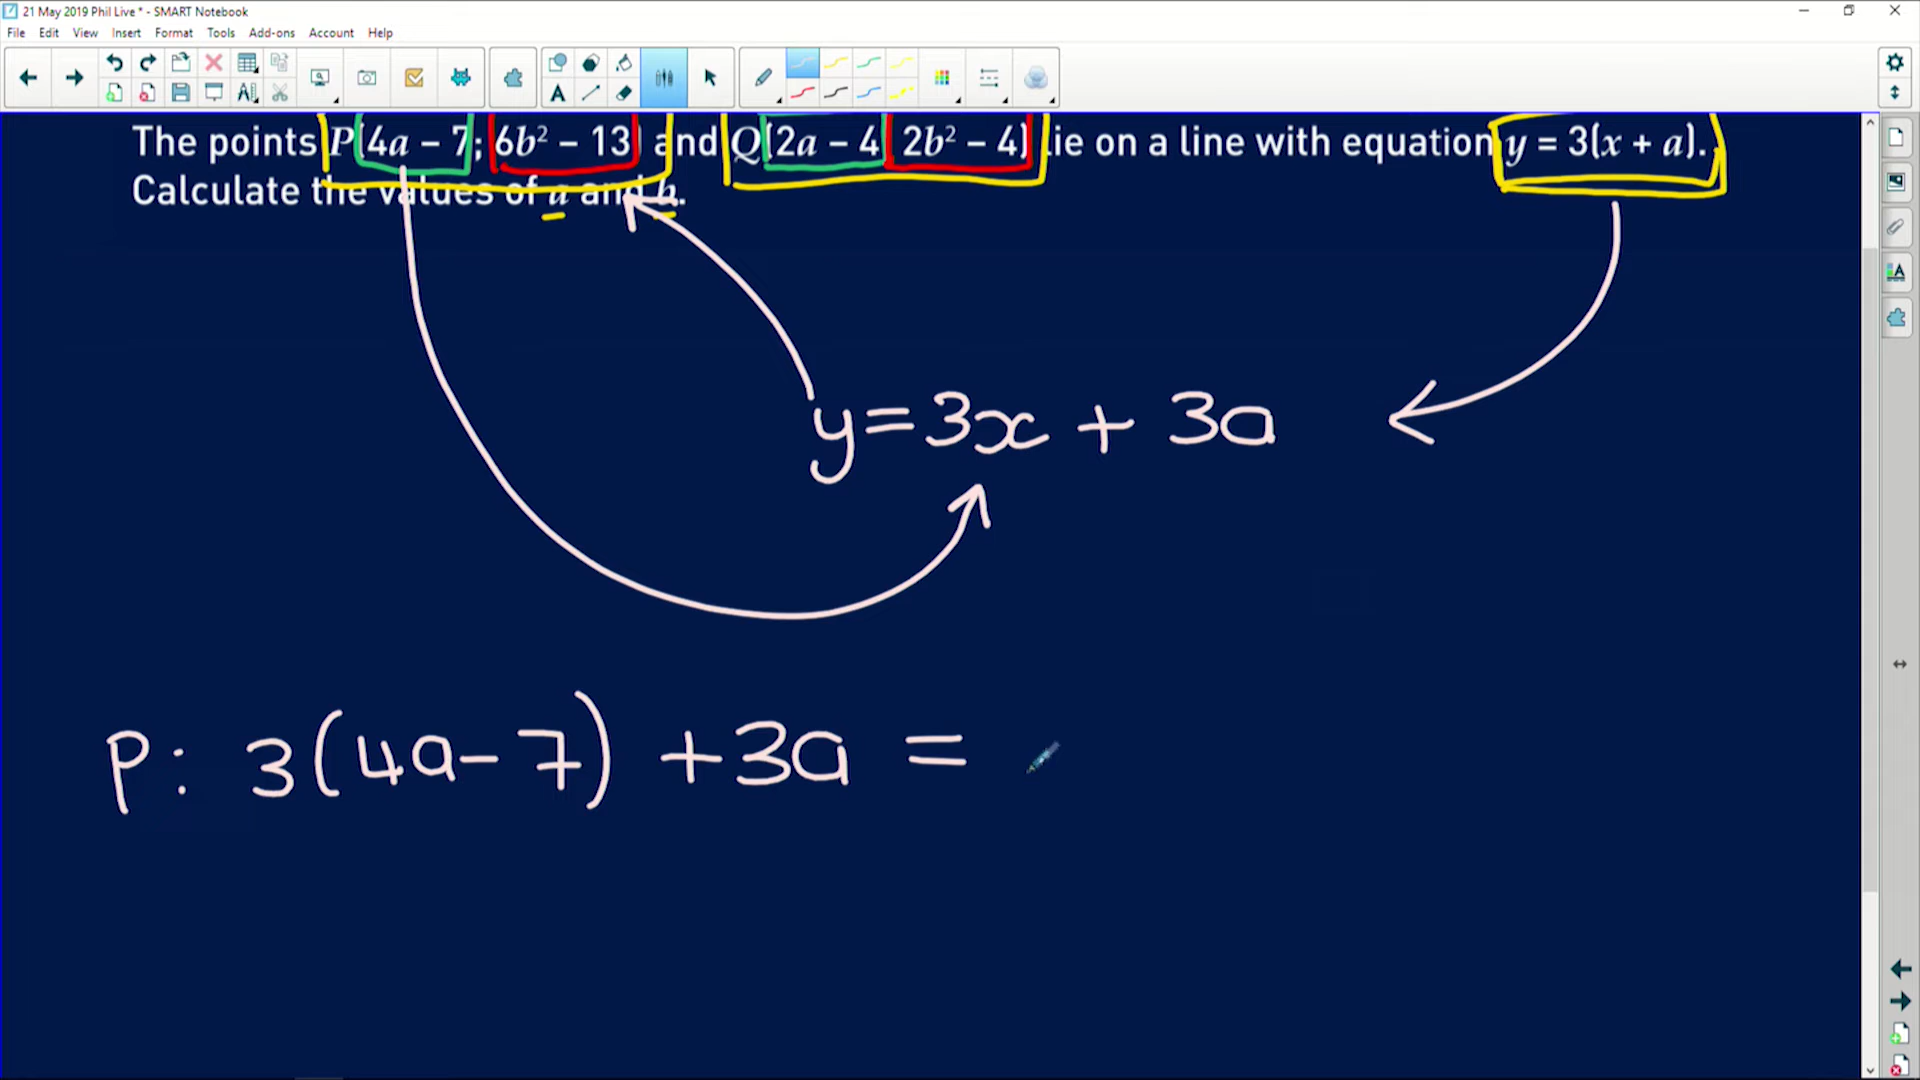 21 May 2019 Phil Live * - SMART Notebook
File Edit View Insert Format Tools Add-ons Account Help
The points P(4a – 7; 6b² – 13) and Q(2a – 4 2b² – 4) lie on a line with equation y = 3(x + a).
Calculate the values of a and b.
y = 3x + 3a
P: 3(4a - 7) + 3a =